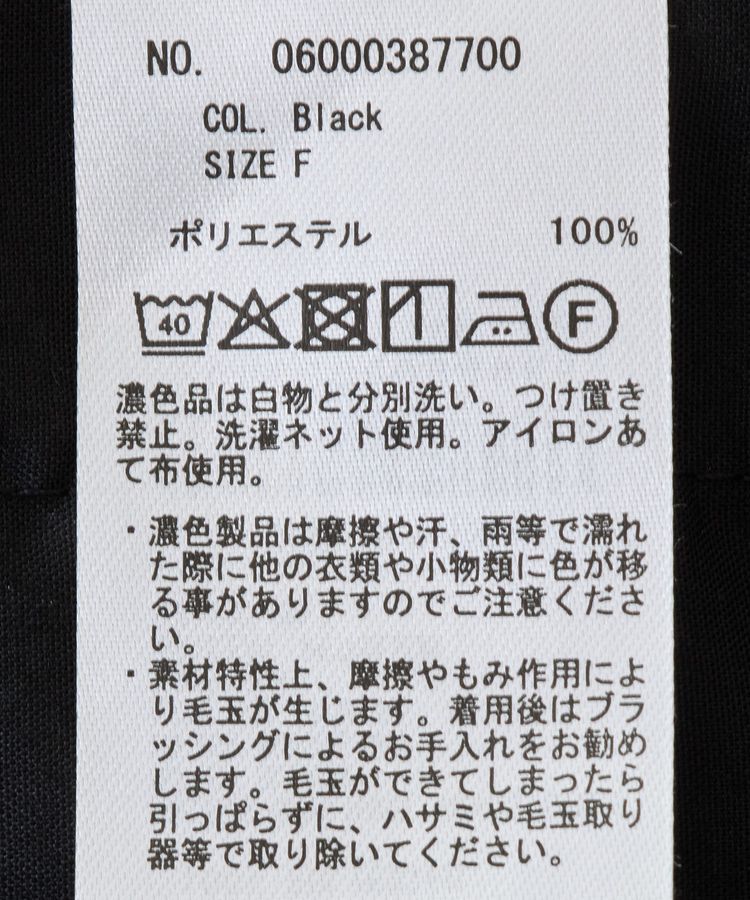 NO. 06000387700
COL. Black
SIZE F
ポリエステル 100%
40 F
濃色品は白物と分別洗い。つけ置き
禁止。洗濯ネット使用。アイロンあ
て布使用。
・濃色製品は摩擦や汗、雨等で濡れ
た際に他の衣類や小物類に色が移
る事がありますのでご注意くださ
い。
・素材特性上、摩擦やもみ作用によ
り毛玉が生じます。着用後はブラ
ッシングによるお手入れをお勧め
します。毛玉ができてしまったら
引っぱらずに、ハサミや毛玉取り
器等で取り除いてください。